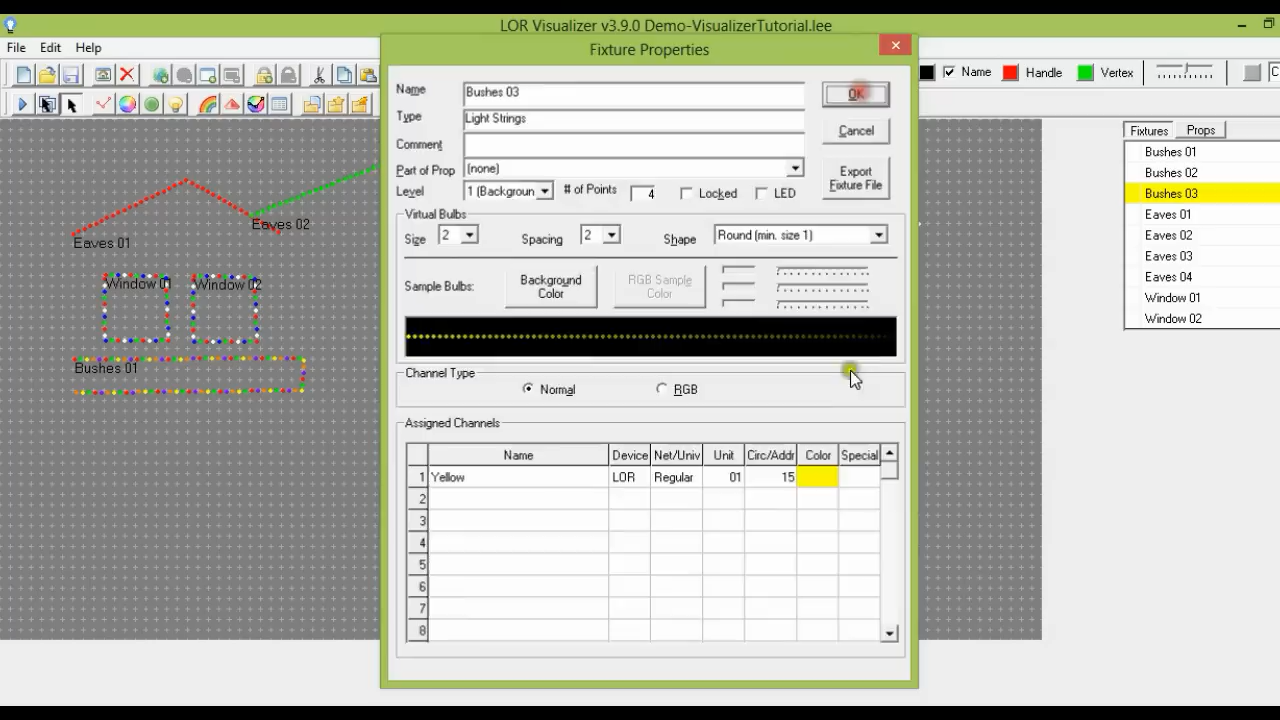 LOR Visualizer v3.9.0 Demo-VisualizerTutorial.lee
File Edit Help
Fixture Properties
Name Handle Vertex C
Name Bushes 03 OK
Type Light Strings
Comment Cancel
Part of Prop (none)
Level 1 (Backgroun # of Points 4 Locked LED
Export
Fixture File
Virtual Bulbs
Size 2 Spacing 2 Shape Round (min. size 1)
Sample Bulbs: Background
Color
RGB Sample
Color
Channel Type
Normal RGB
Assigned Channels
Name Device Net/Univ Unit Circ/Addr Color Special
1 Yellow LOR Regular 01 15
2
3
4
5
6
7
8
Eaves 01
Eaves 02
Window 01
Window 02
Bushes 01
Fixtures Props
Bushes 01
Bushes 02
Bushes 03
Eaves 01
Eaves 02
Eaves 03
Eaves 04
Window 01
Window 02